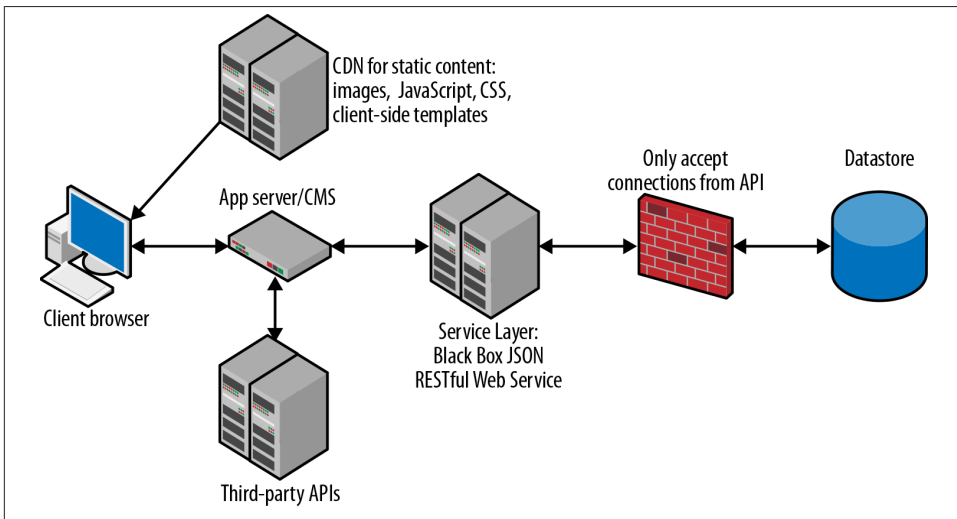 CDN for static content:
images, JavaScript, CSS,
client-side templates
Only accept
connections from API
Datastore
App server/CMS
Client browser
Service Layer:
Black Box JSON
RESTful Web Service
Third-party APIs